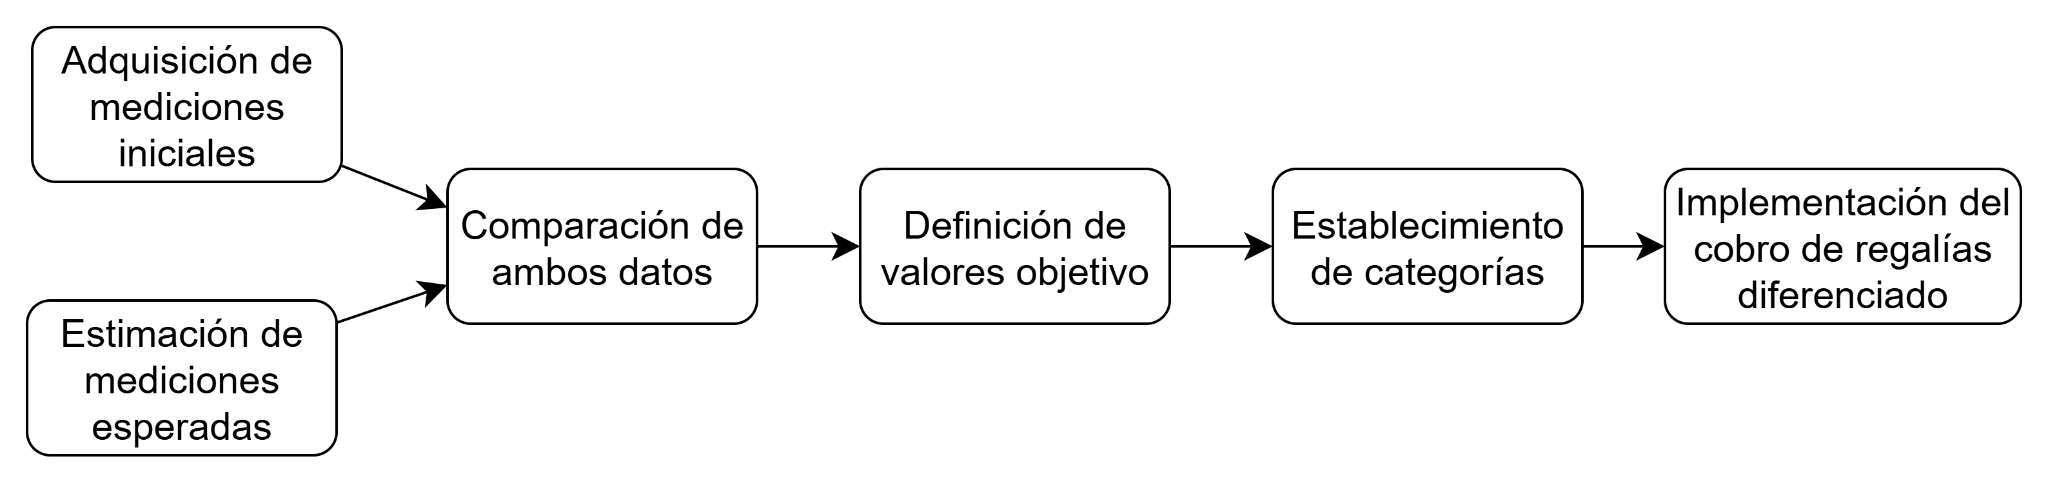 Adquisición de
mediciones
iniciales
Estimación de
mediciones
esperadas
Comparación de
ambos datos
Definición de
valores objetivo
Establecimiento
de categorías
Implementación del
cobro de regalías
diferenciado